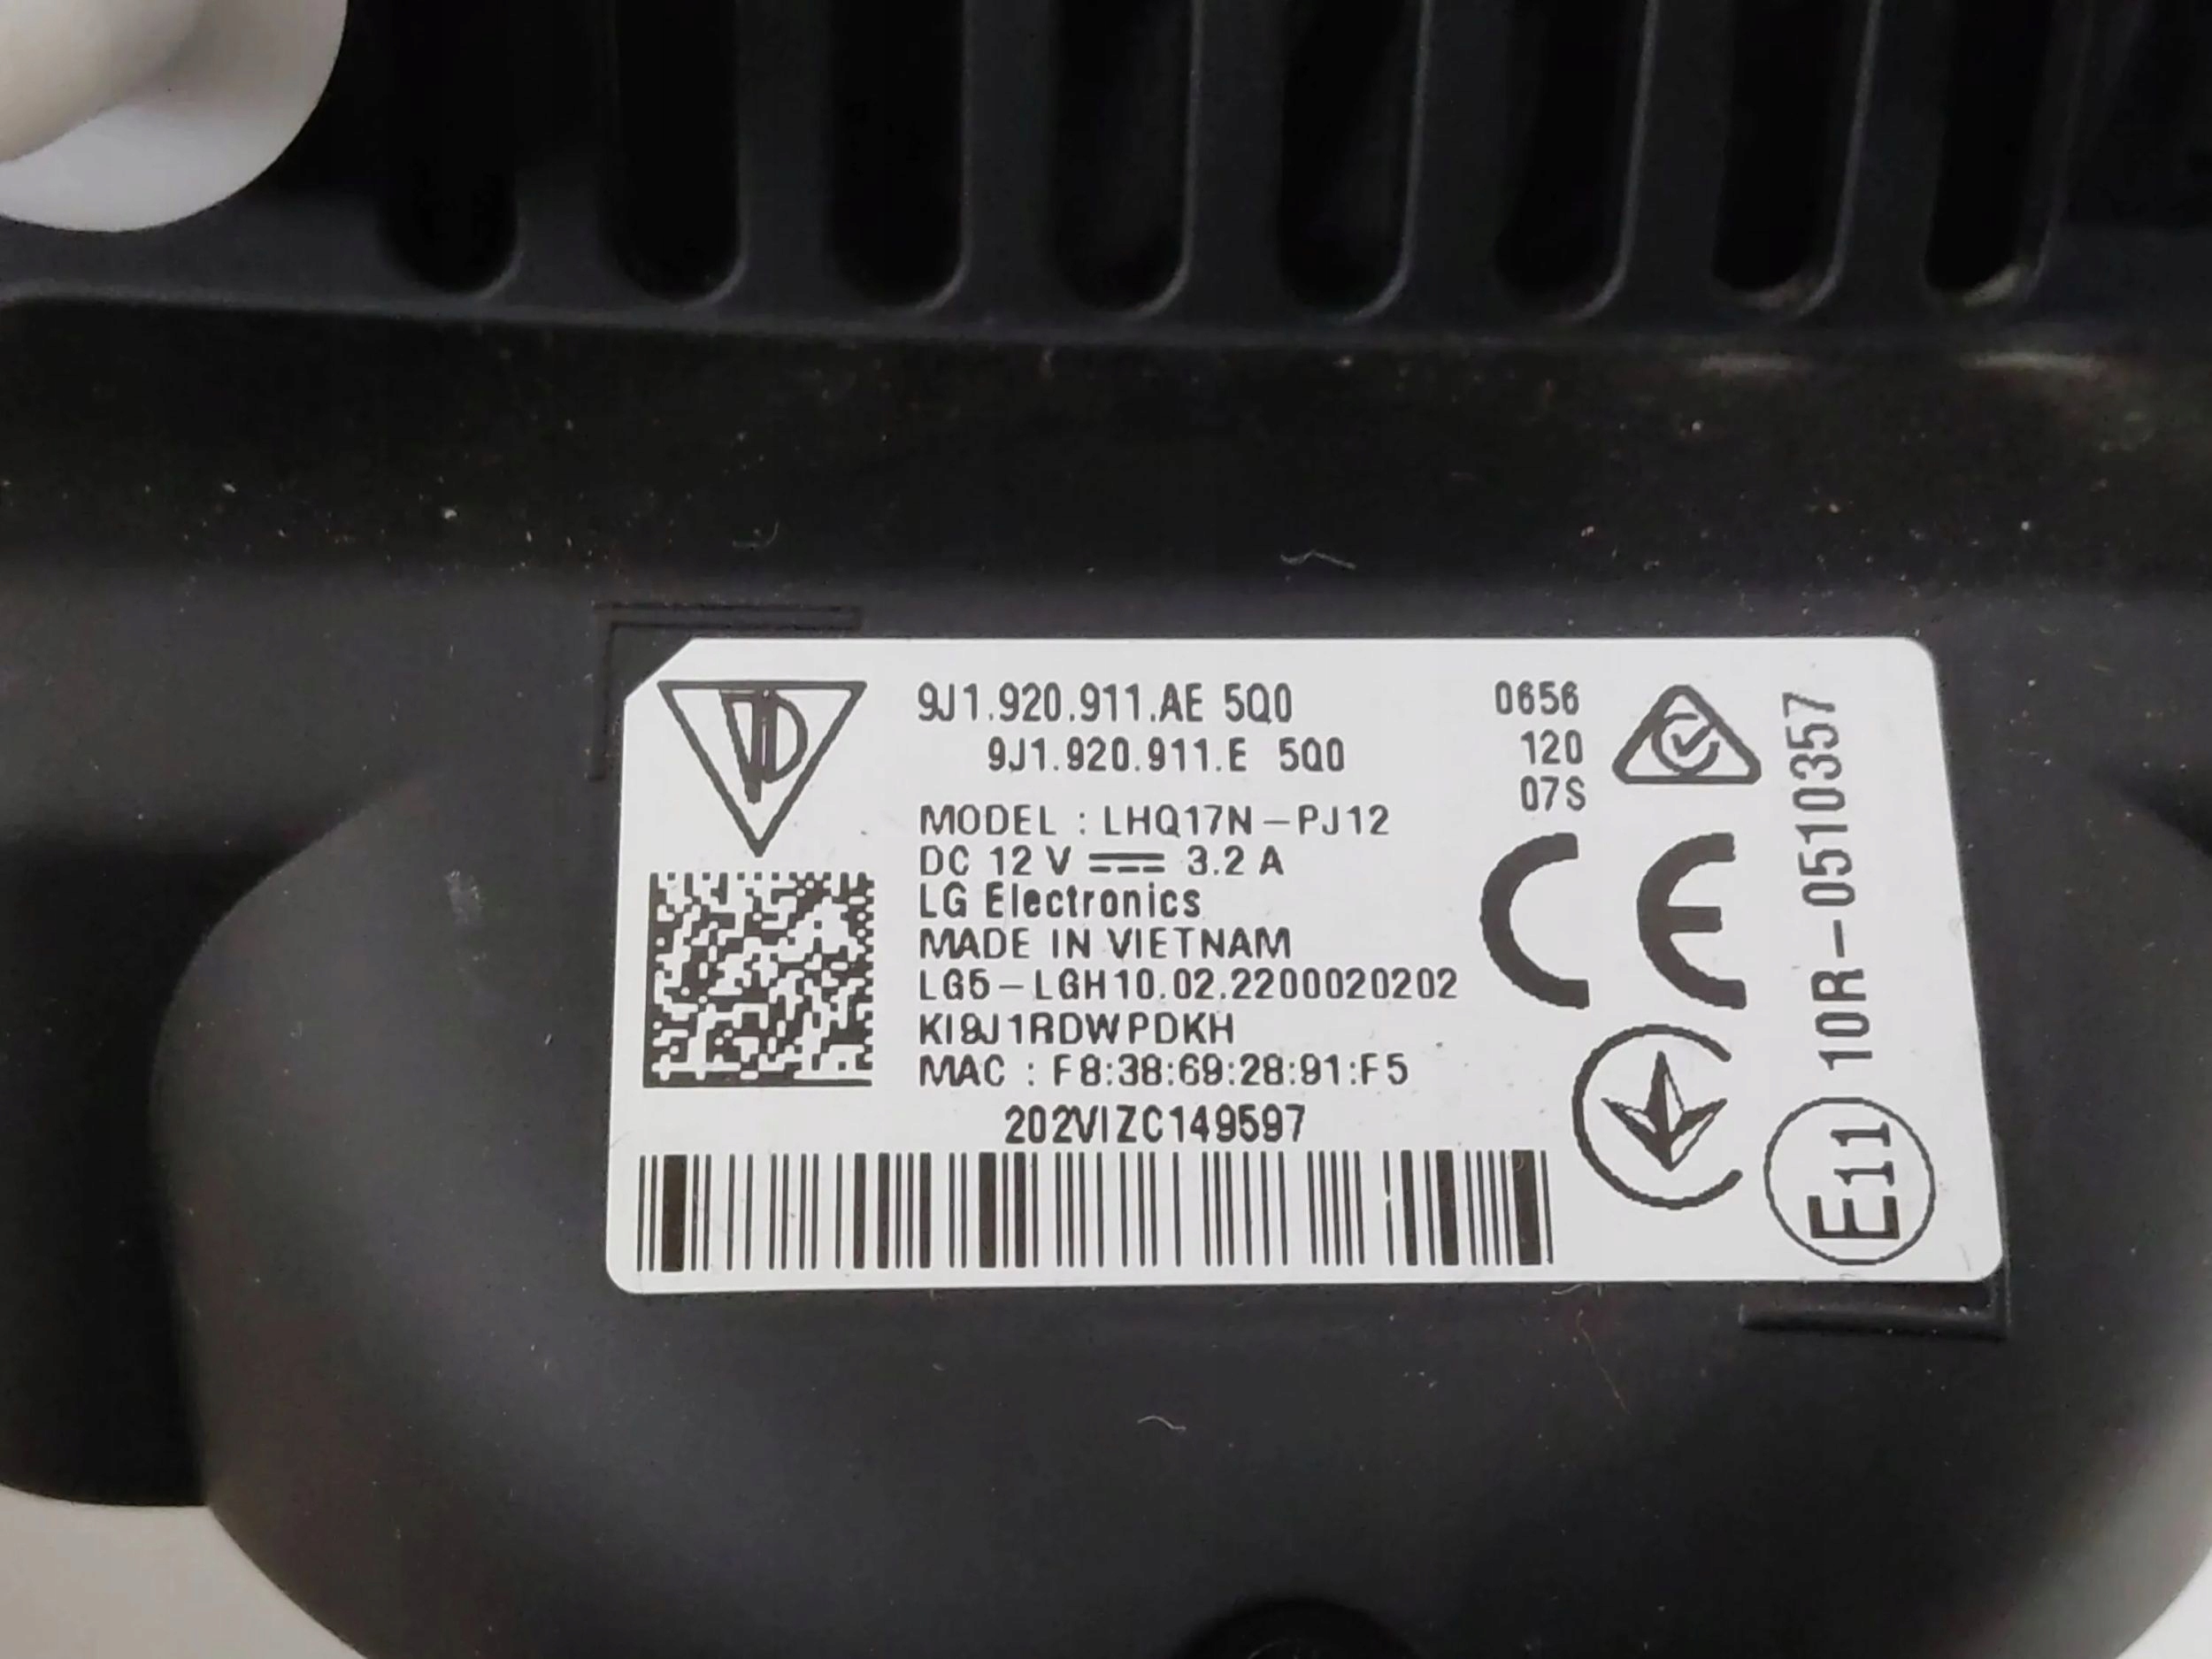 9J1.920.911.AE 5Q0
9J1.920.911.E 5Q0
0656
120
07S
MODEL : LHQ17N-PJ12
DC 12 V ⎓ 3.2 A
LG Electronics
MADE IN VIETNAM
LG5-LGH10.02.2200020202
KI9J1RDWPDKH
MAC : F8:38:69:28:91:F5
202VIZC149597
CE
E11
10R-0510357